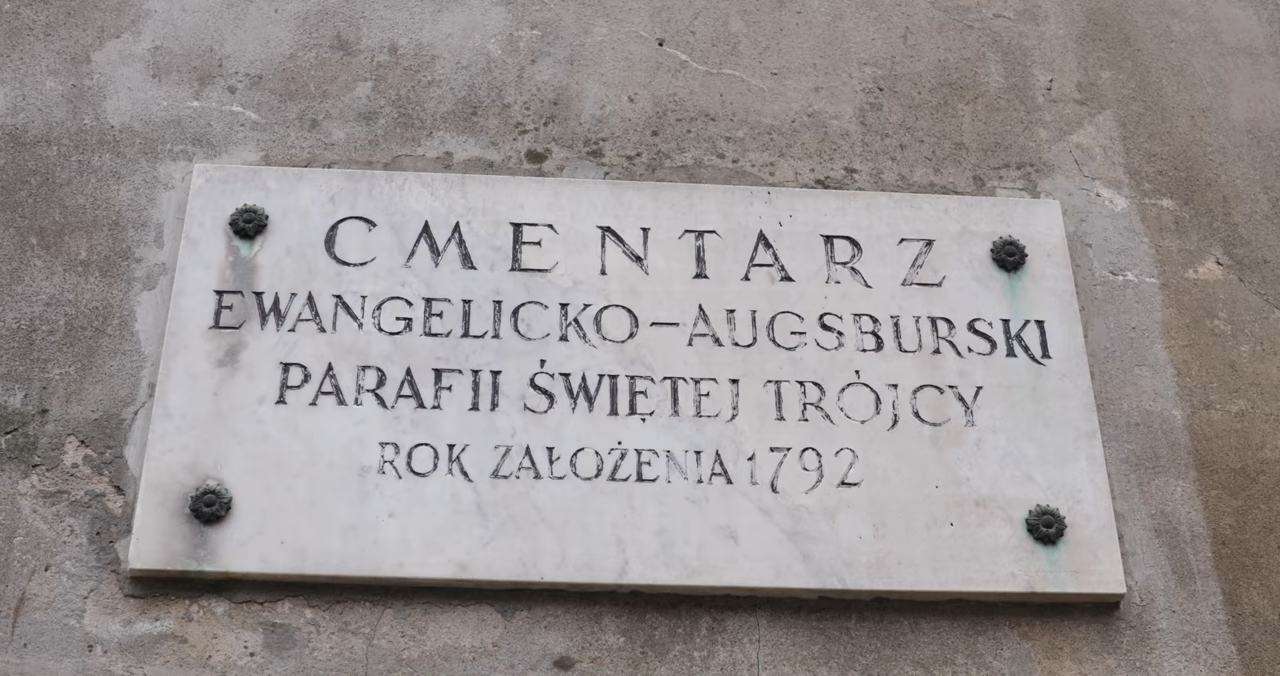 CMENTARZ
EWANGELICKO-AUGSBURSKI
PARAFII ŚWIĘTEJ TRÓJCY
ROK ZAŁOŻENIA 1792